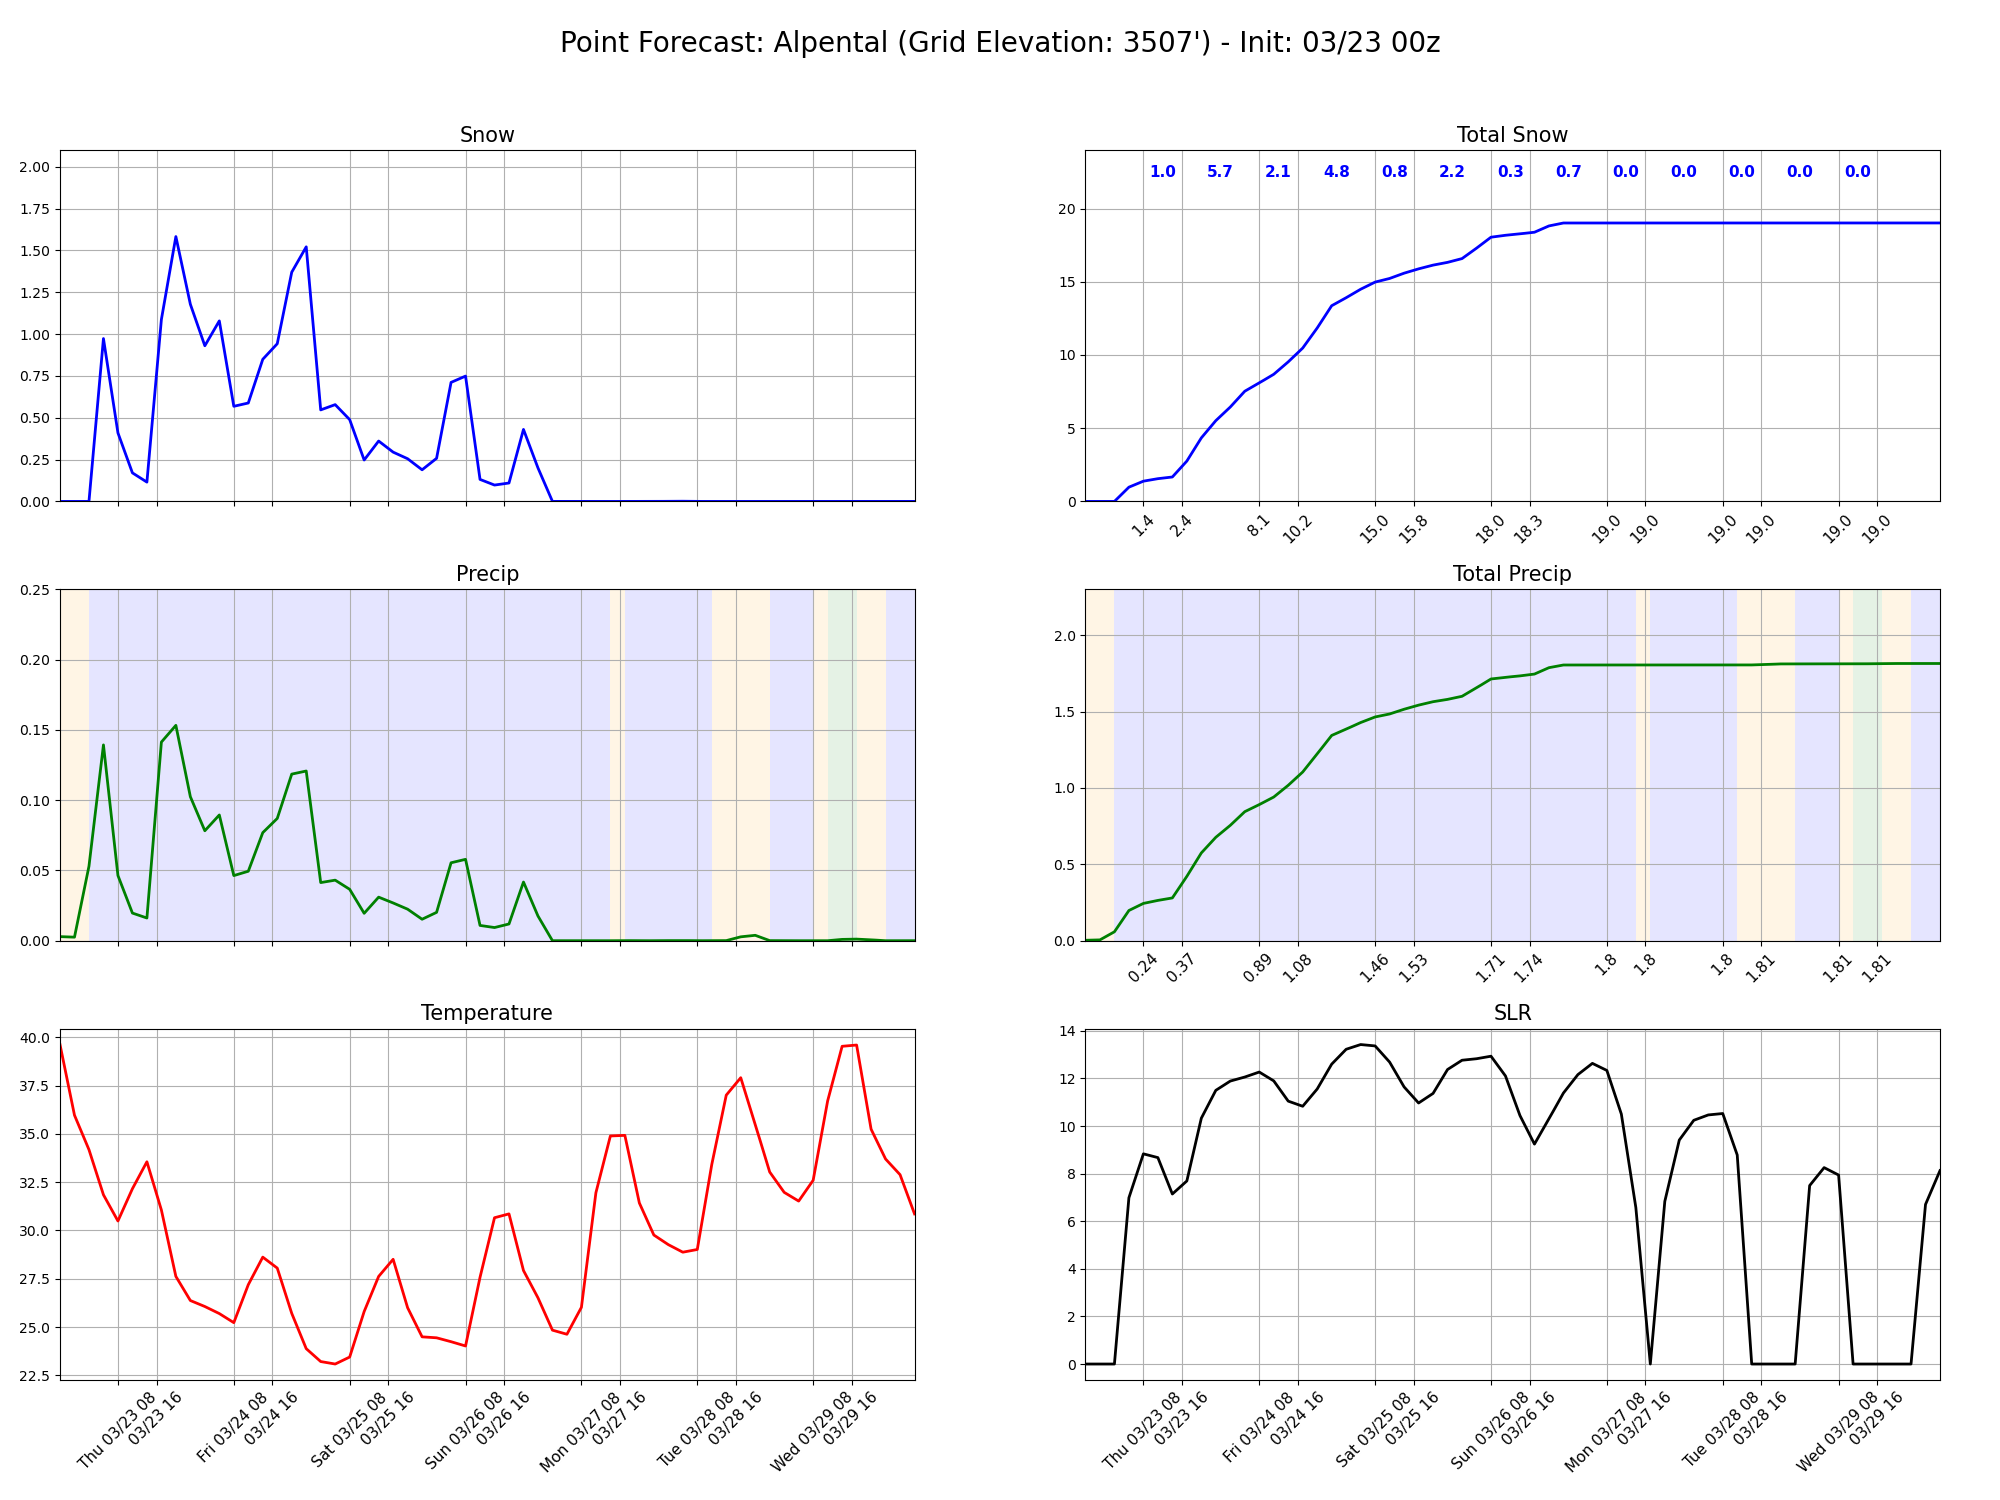 Point Forecast: Alpental (Grid Elevation: 3507') - Init: 03/23 00z
Snow
2.00
1.75
1.50
1.25
1.00
0.75
0.50
0.25
0.00
Total Snow
1.0 5.7 2.1 4.8 0.8 2.2 0.3 0.7 0.0 0.0 0.0 0.0 0.0
20
15
10
5
0
1.4 2.4 8.1 10.2 15.0 15.8 18.0 18.3 19.0 19.0 19.0 19.0 19.0 19.0
Precip
0.25
0.20
0.15
0.10
0.05
0.00
Total Precip
2.0
1.5
1.0
0.5
0.0
0.24 0.37 0.89 1.08 1.46 1.53 1.71 1.74 1.8 1.8 1.8 1.81 1.81 1.81
Temperature
40.0
37.5
35.0
32.5
30.0
27.5
25.0
22.5
Thu 03/23 08
03/23 16
Fri 03/24 08
03/24 16
Sat 03/25 08
03/25 16
Sun 03/26 08
03/26 16
Mon 03/27 08
03/27 16
Tue 03/28 08
03/28 16
Wed 03/29 08
03/29 16
SLR
14
12
10
8
6
4
2
0
Thu 03/23 08
03/23 16
Fri 03/24 08
03/24 16
Sat 03/25 08
03/25 16
Sun 03/26 08
03/26 16
Mon 03/27 08
03/27 16
Tue 03/28 08
03/28 16
Wed 03/29 08
03/29 16